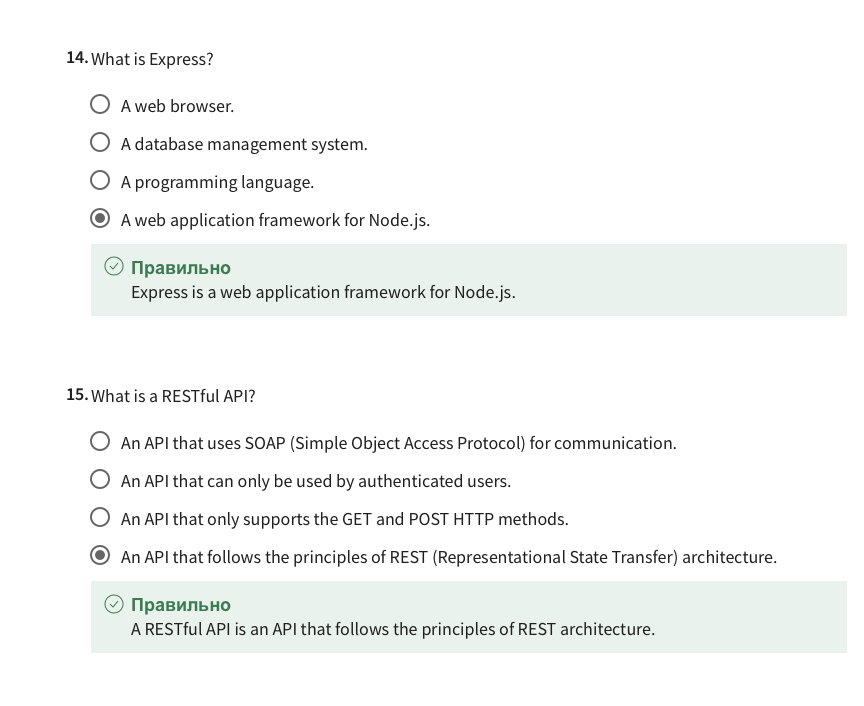 14. What is Express?
A web browser.
A database management system.
A programming language.
A web application framework for Node.js.
Правильно
Express is a web application framework for Node.js.
15. What is a RESTful API?
An API that uses SOAP (Simple Object Access Protocol) for communication.
An API that can only be used by authenticated users.
An API that only supports the GET and POST HTTP methods.
An API that follows the principles of REST (Representational State Transfer) architecture.
Правильно
A RESTful API is an API that follows the principles of REST architecture.